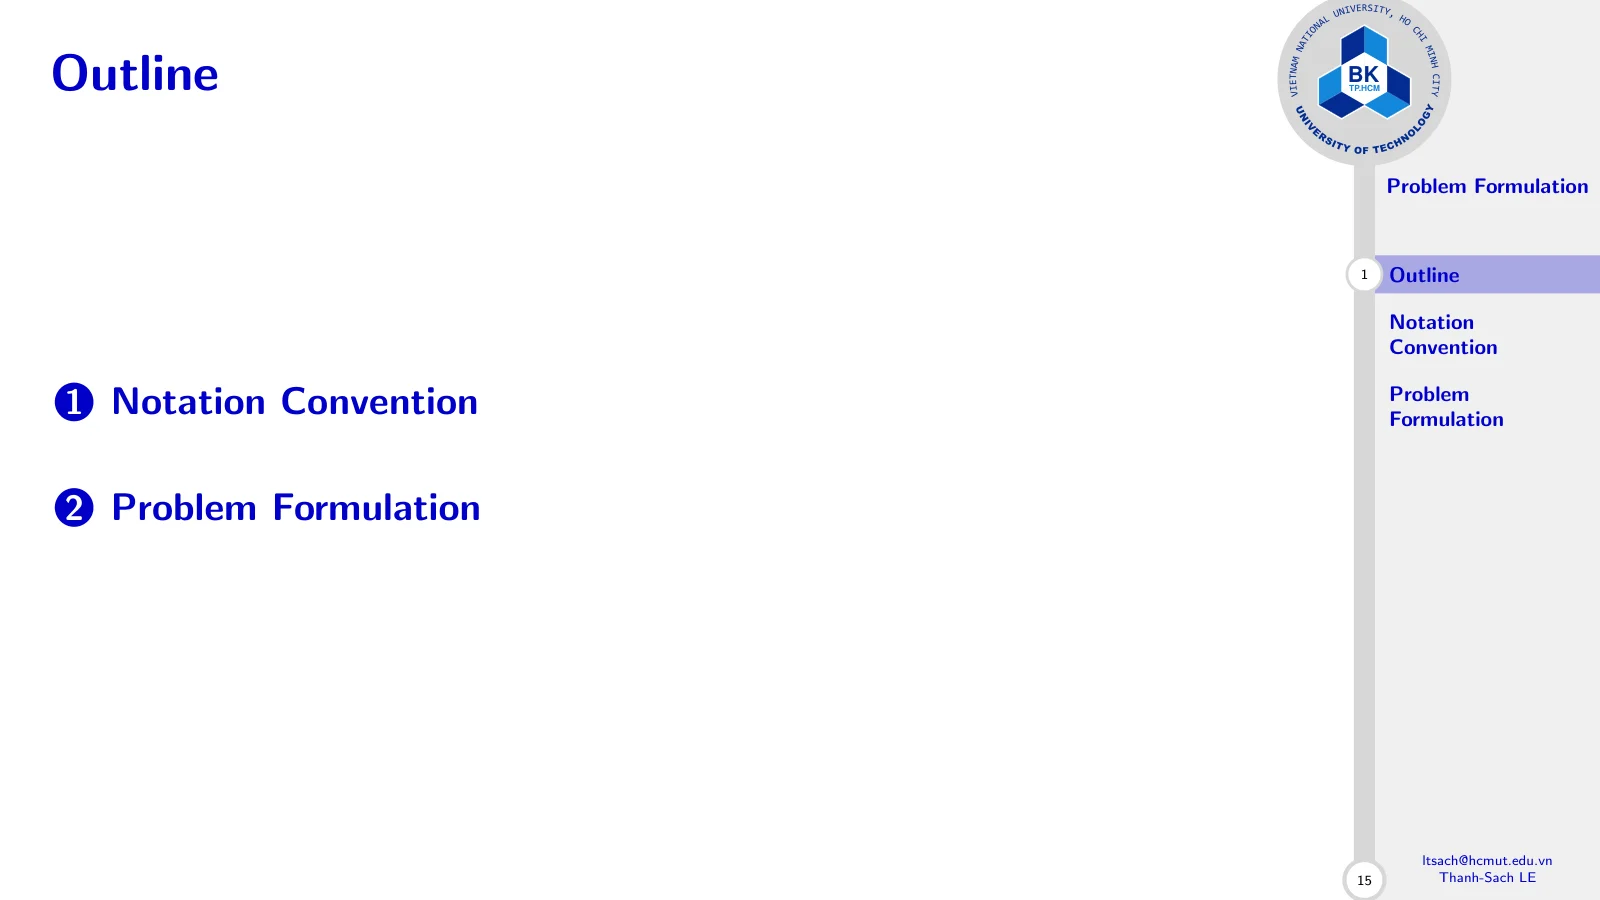 Outline
1 Notation Convention
2 Problem Formulation
VIETNAM NATIONAL UNIVERSITY, HO CHI MINH CITY
BK
TP.HCM
UNIVERSITY OF TECHNOLOGY
Problem Formulation
1 Outline
Notation
Convention
Problem
Formulation
ltsach@hcmut.edu.vn
Thanh-Sach LE
15